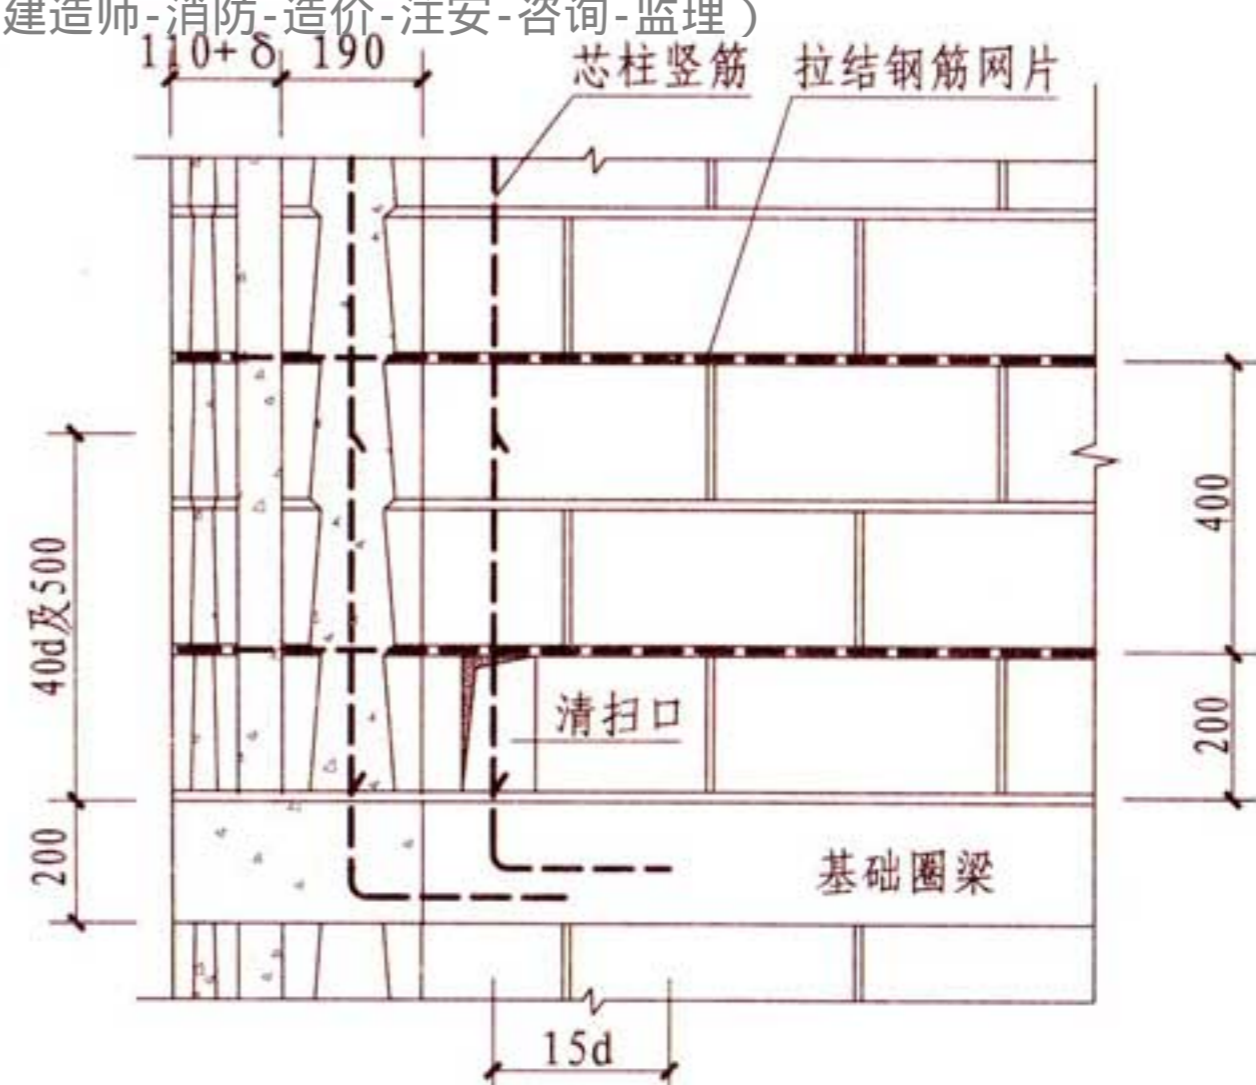 建造师-消防-造价-注安-咨询-监理）
110+δ 190
芯柱竖筋 拉结钢筋网片
400
40d及500
清扫口
200
200
基础圈梁
15d